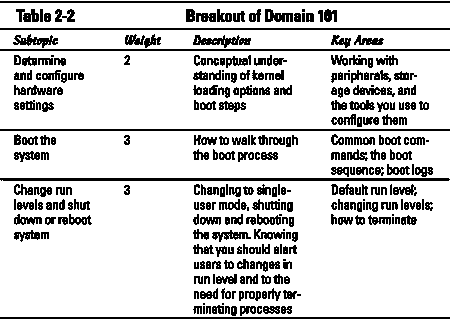 Table 2-2 Breakout of Domain 101
Subtopic Weight Description Key Areas
Determine 2 Conceptual under- Working with
and configure standing of kernel peripherals, stor-
hardware loading options and age devices, and
settings boot steps the tools you use to
configure them
Boot the 3 How to walk through Common boot com-
system the boot process mands; the boot
sequence; boot logs
Change run 3 Changing to single- Default run level;
levels and shut user mode, shutting changing run levels;
down or reboot down and rebooting how to terminate
system the system. Knowing
that you should alert
users to changes in
run level and to the
need for properly ter-
minating processes